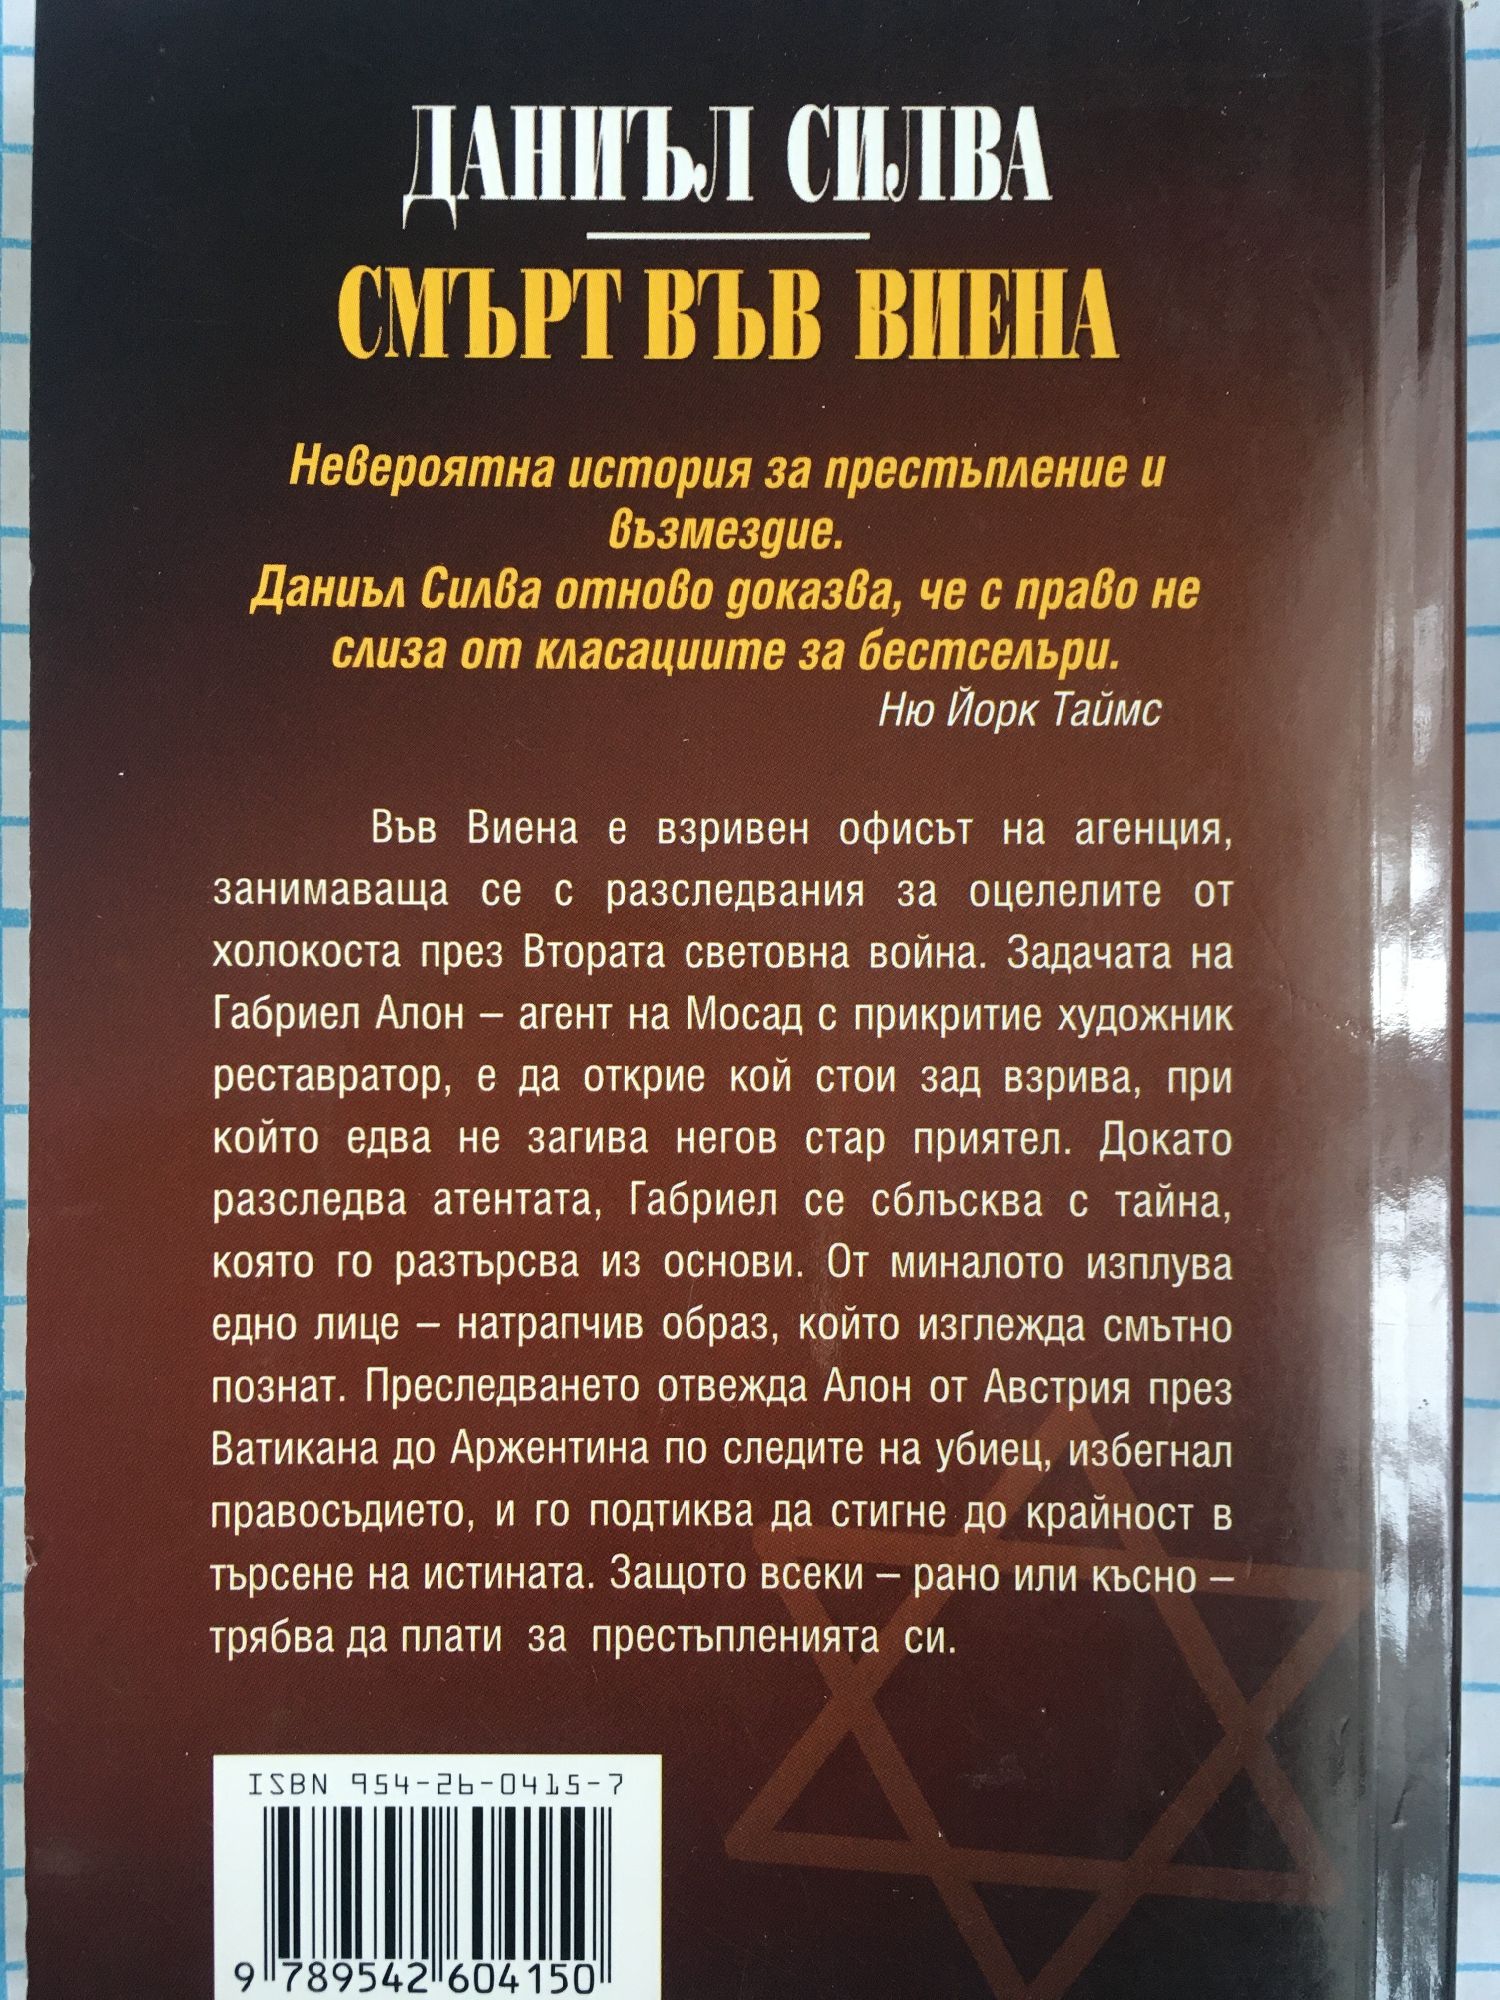 ДАНИЪЛ СИЛВА
СМЪРТ ВЪВ ВИЕНА
Невероятна история за престъпление и
възмездие.
Даниъл Силва отново доказва, че с право не
слиза от класациите за бестселъри.
Ню Йорк Таймс
Във Виена е взривен офисът на агенция,
занимаваща се с разследвания за оцелелите от
холокоста през Втората световна война. Задачата на
Габриел Алон – агент на Мосад с прикритие художник
реставратор, е да открие кой стои зад взрива, при
който едва не загива негов стар приятел. Докато
разследва атентата, Габриел се сблъсква с тайна,
която го разтърсва из основи. От миналото изплува
едно лице – натрапчив образ, който изглежда смътно
познат. Преследването отвежда Алон от Австрия през
Ватикана до Аржентина по следите на убиец, избегнал
правосъдието, и го подтиква да стигне до крайност в
търсене на истината. Защото всеки – рано или късно –
трябва да плати за престъпленията си.
ISBN 954-26-0415-7
9 789542 604150